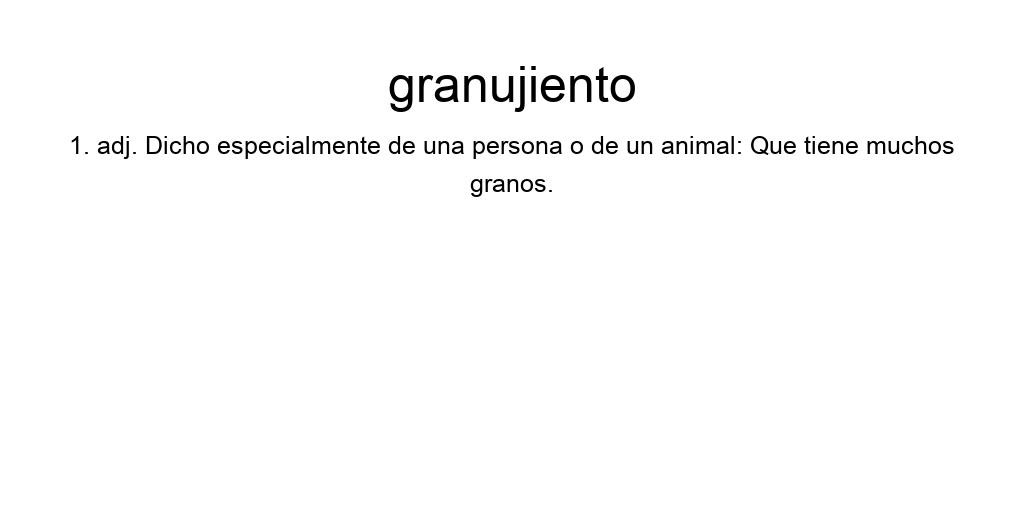 granujiento
1. adj. Dicho especialmente de una persona o de un animal: Que tiene muchos
granos.